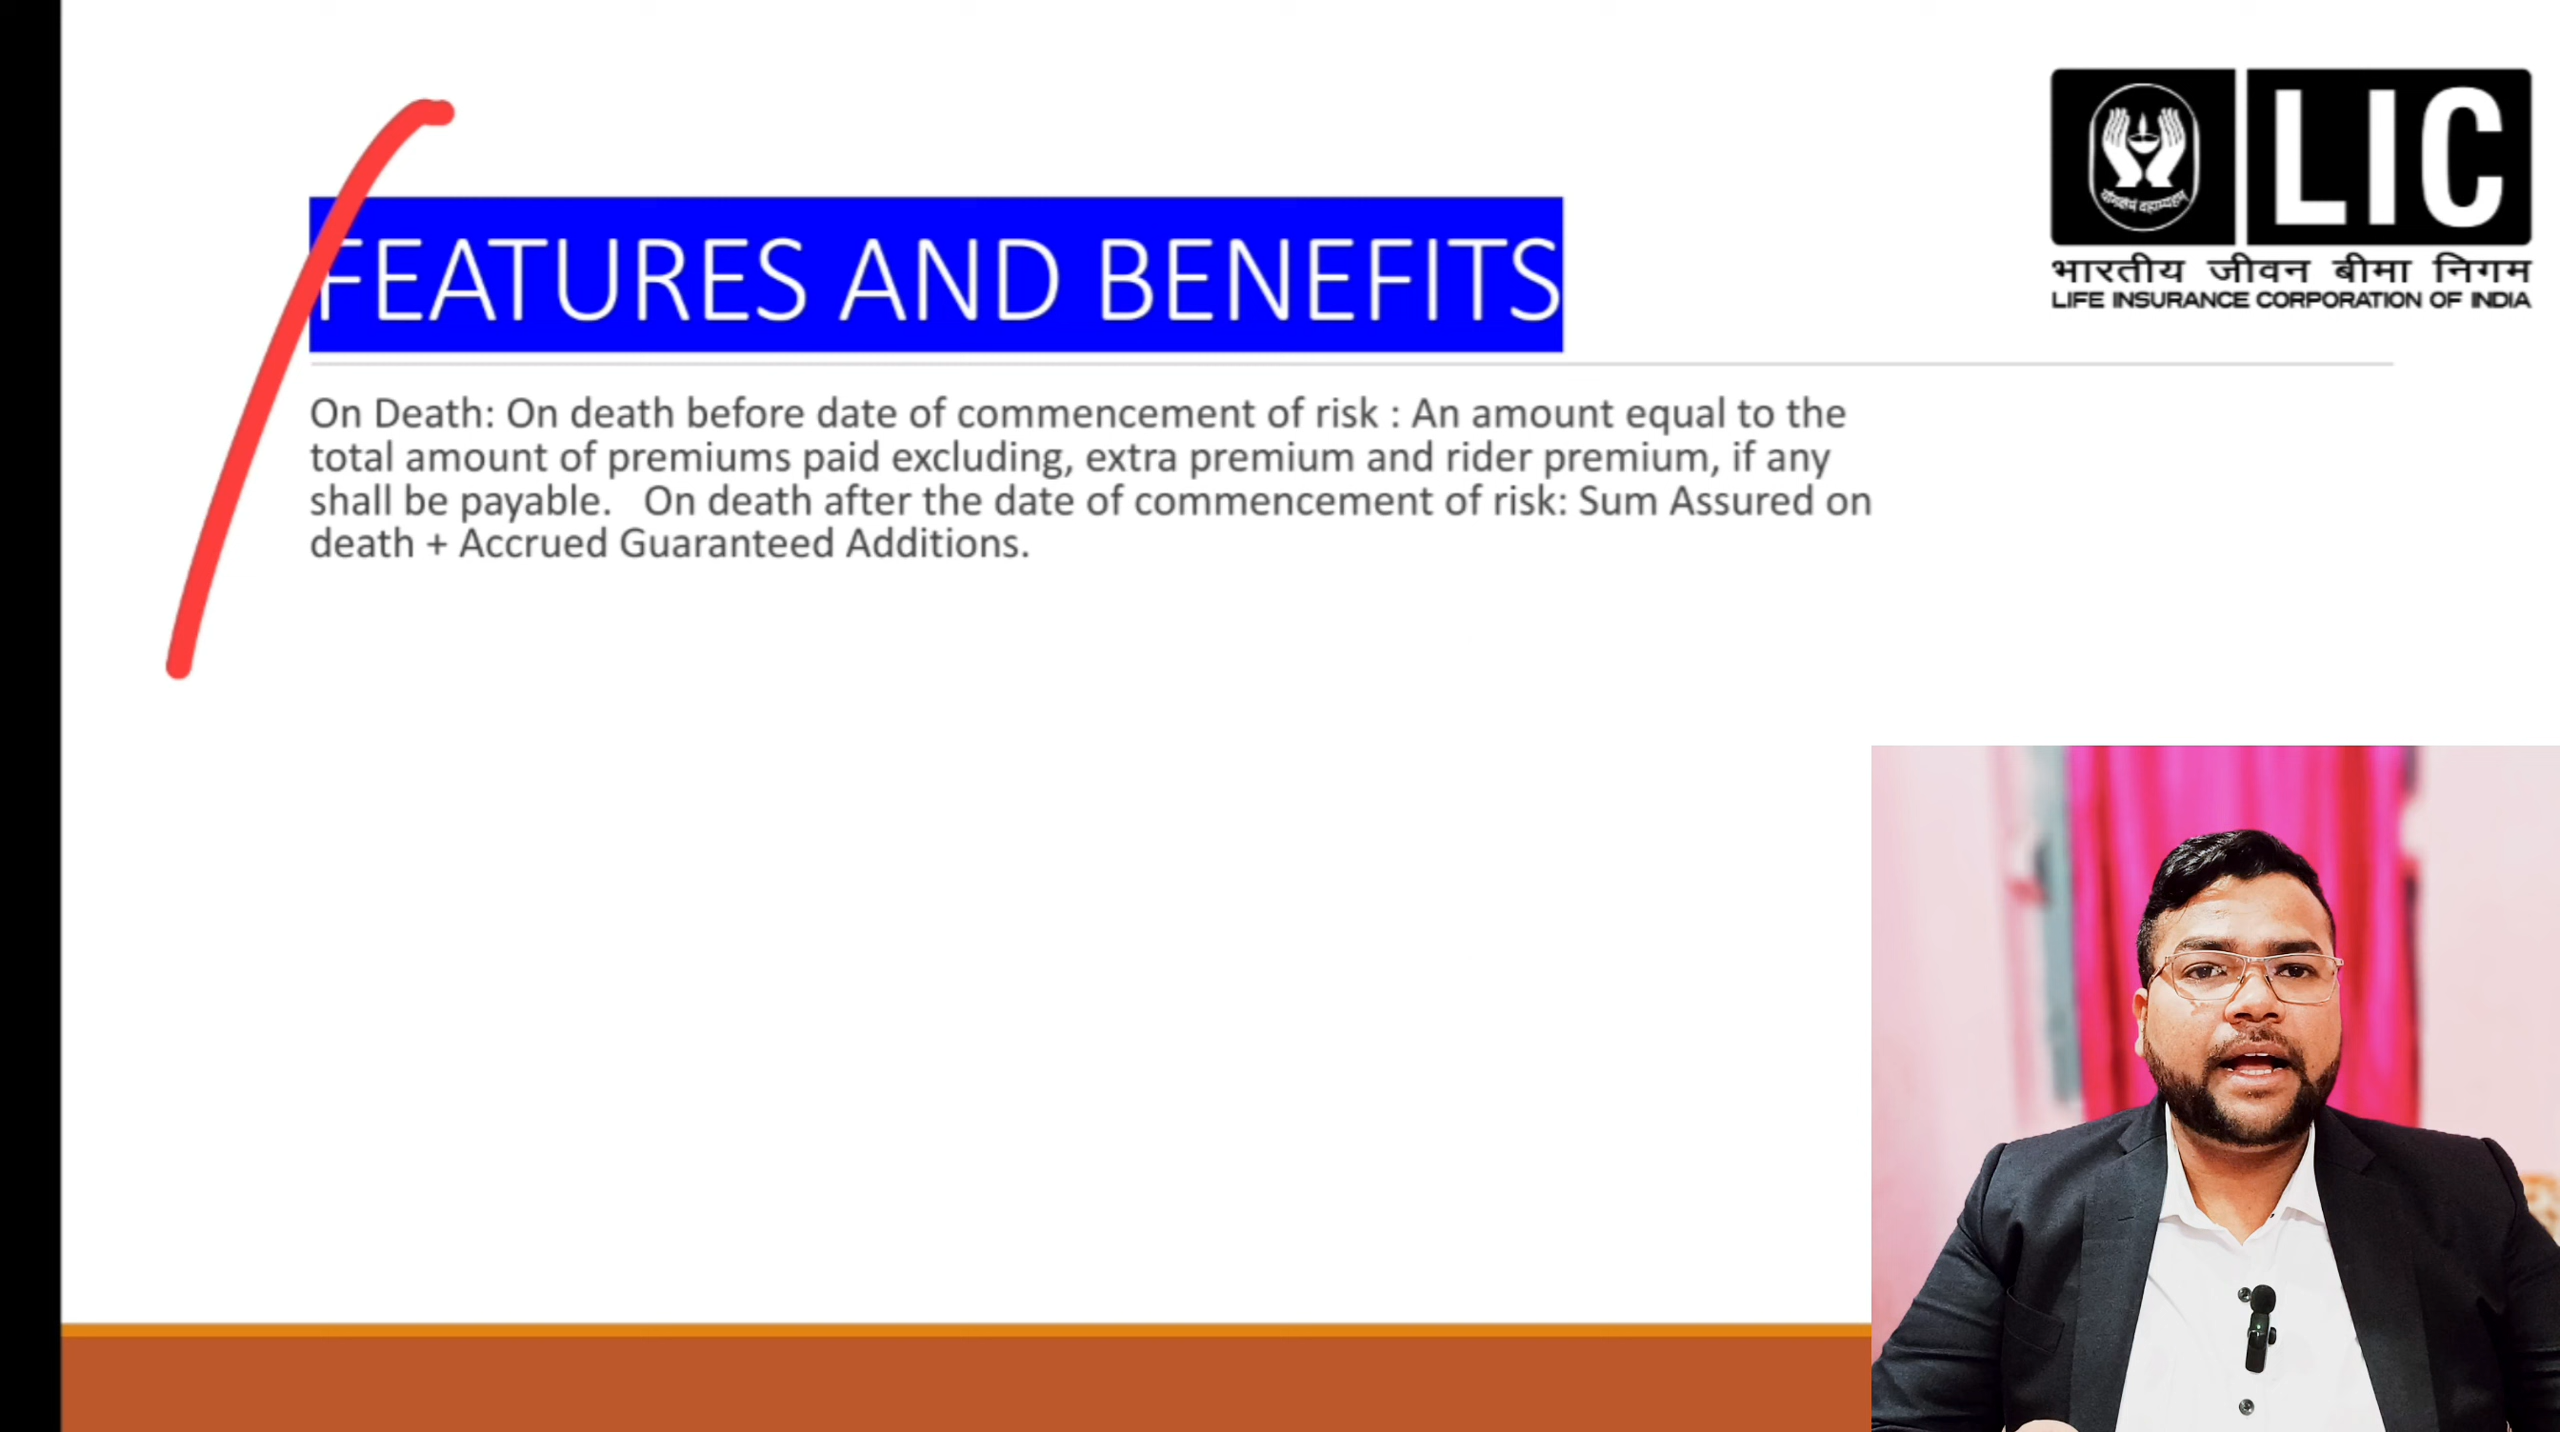 LIC
भारतीय जीवन बीमा निगम
LIFE INSURANCE CORPORATION OF INDIA
FEATURES AND BENEFITS
On Death: On death before date of commencement of risk : An amount equal to the
total amount of premiums paid excluding, extra premium and rider premium, if any
shall be payable.   On death after the date of commencement of risk: Sum Assured on
death + Accrued Guaranteed Additions.